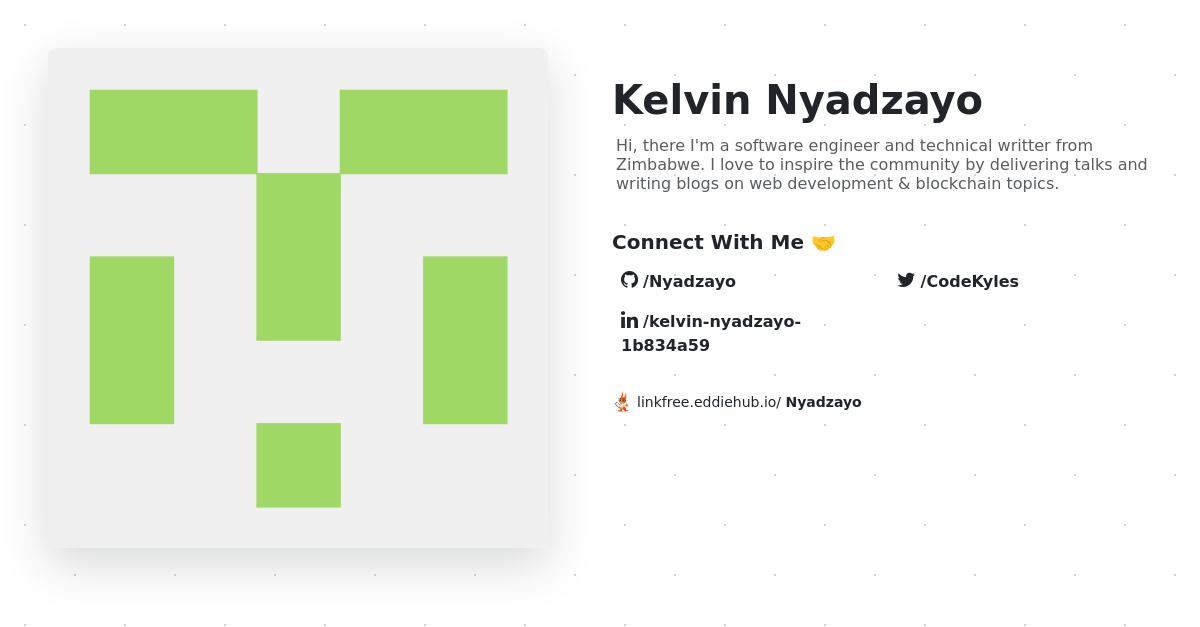 Kelvin Nyadzayo
Hi, there I'm a software engineer and technical writter from
Zimbabwe. I love to inspire the community by delivering talks and
writing blogs on web development & blockchain topics.
Connect With Me 🤝
/Nyadzayo
/CodeKyles
/kelvin-nyadzayo-
1b834a59
linkfree.eddiehub.io/ Nyadzayo